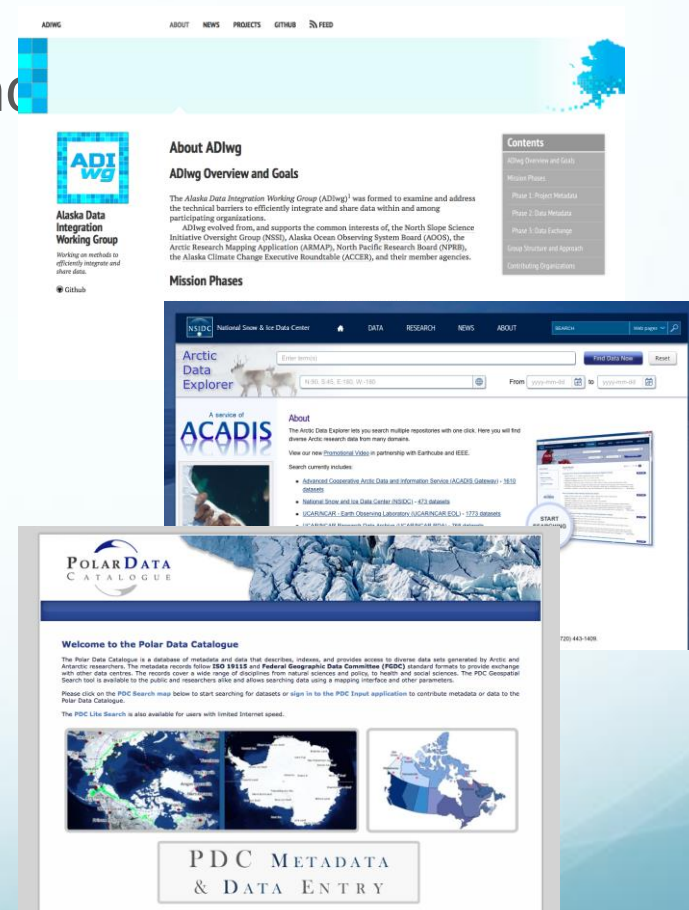 ADIWG
ABOUT NEWS PROJECTS GITHUB FEED
ADI
wg
Alaska Data
Integration
Working Group
Working on methods to
efficiently integrate and
share data.
Github
About ADIwg
ADIwg Overview and Goals
The Alaska Data Integration Working Group (ADIwg)1 was formed to examine and address
the technical barriers to efficiently integrate and share data within and among
participating organizations.
ADIwg evolved from, and supports the common interests of, the North Slope Science
Initiative Oversight Group (NSSI), Alaska Ocean Observing System Board (AOOS), the
Arctic Research Mapping Application (ARMAP), North Pacific Research Board (NPRB),
the Alaska Climate Change Executive Roundtable (ACCER), and their member agencies.
Mission Phases
Contents
ADIwg Overview and Goals
Mission Phases
Phase 1: Project Metadata
Phase 2: Data Metadata
Phase 3: Data Exchange
Group Structure and Approach
Contributing Organizations
NSIDC National Snow & Ice Data Center DATA RESEARCH NEWS ABOUT SEARCH Web pages
Arctic
Data
Explorer
Enter term(s) Find Data Now Reset
N:90, S:45, E:180, W:-180 From yyyy-mm-dd to yyyy-mm-dd
A service of
ACADIS
About
The Arctic Data Explorer lets you search multiple repositories with one click. Here you will find
diverse Arctic research data from many domains.
View our new Promotional Video in partnership with Earthcube and IEEE.
Search currently includes:
Advanced Cooperative Arctic Data and Information Service (ACADIS Gateway) - 1610
datasets
National Snow and Ice Data Center (NSIDC) - 473 datasets
UCAR/NCAR - Earth Observing Laboratory (UCAR/NCAR EOL) - 1773 datasets
START
(720) 443-1409
POLAR DATA
CATALOGUE
Welcome to the Polar Data Catalogue
The Polar Data Catalogue is a database of metadata and data that describes, indexes, and provides access to diverse data sets generated by Arctic and
Antarctic researchers. The metadata records follow ISO 19115 and Federal Geographic Data Committee (FGDC) standard formats to provide exchange
with other data centres. The records cover a wide range of disciplines from natural sciences and policy, to health and social sciences. The PDC Geospatial
Search tool is available to the public and researchers alike and allows searching data using a mapping interface and other parameters.
Please click on the PDC Search map below to start searching for datasets or sign in to the PDC Input application to contribute metadata or data to the
Polar Data Catalogue.
The PDC Lite Search is also available for users with limited Internet speed.
PDC METADATA
& DATA ENTRY